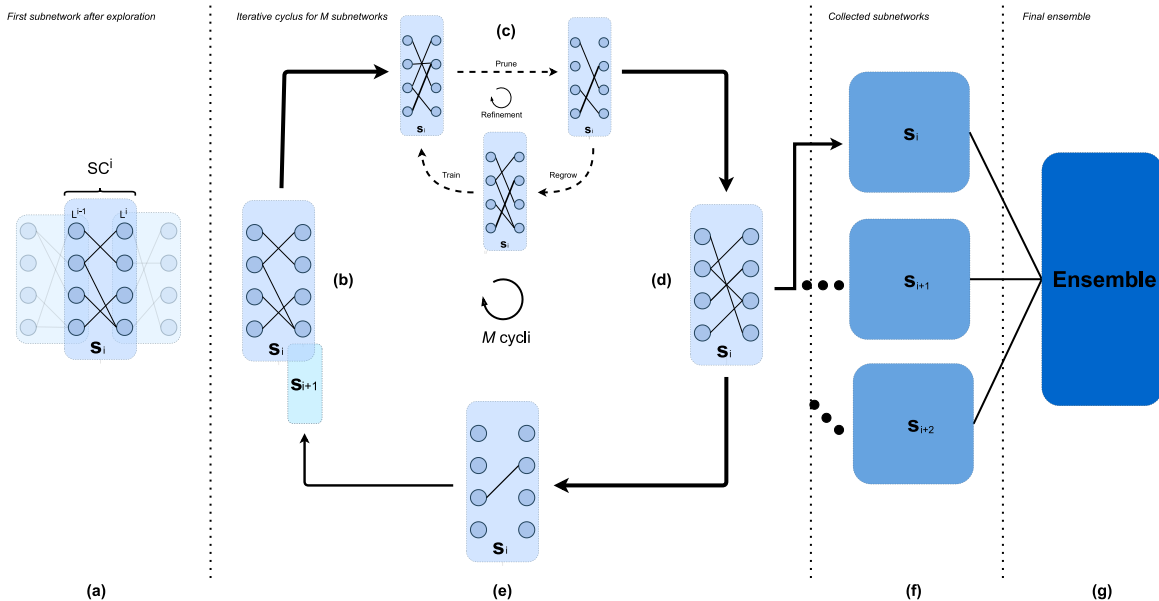 First subnetwork after exploration
Iterative cyclus for M subnetworks
Collected subnetworks
Final ensemble
(c)
Prune
Refinement
Si
Si
Train
Regrow
Si
SCi
Li-1
Li
Si
(b)
Si
Si+1
M cycli
(d)
Si
Si
Si
Si+1
Si+2
Ensemble
(a)
(e)
(f)
(g)